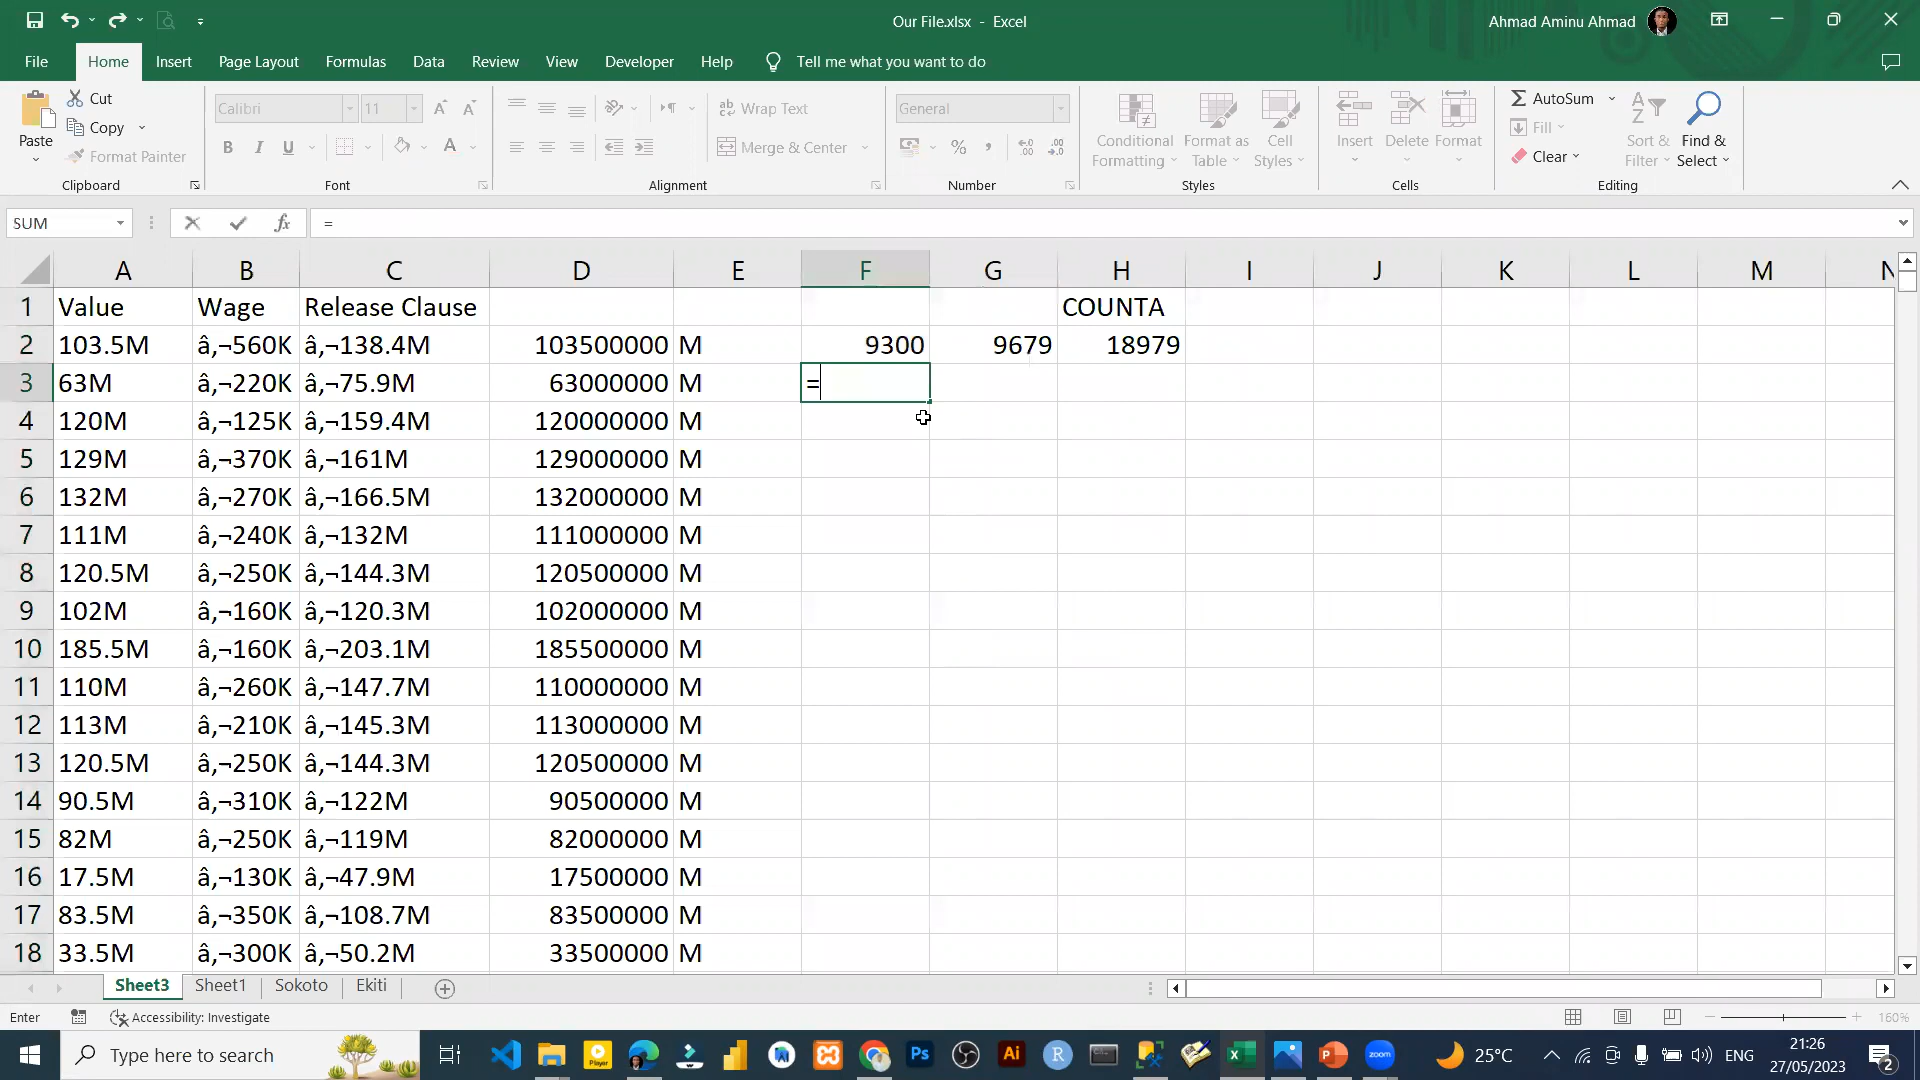 Our File.xlsx - Excel
Ahmad Aminu Ahmad
File Home Insert Page Layout Formulas Data Review View Developer Help Tell me what you want to do
Paste
Cut
Copy
Format Painter
Clipboard
Calibri 11
B I U
Font
Wrap Text
Merge & Center
Alignment
General
Number
Conditional Formatting
Format as Table
Cell Styles
Styles
Insert Delete Format
Cells
AutoSum
Fill
Clear
Sort & Filter
Find & Select
Editing
SUM fx =
A B C D E F G H I J K L M N
1 Value Wage Release Clause COUNTA
2 103.5M â‚¬560K â‚¬138.4M 103500000 M 9300 9679 18979
3 63M â‚¬220K â‚¬75.9M 63000000 M =
4 120M â‚¬125K â‚¬159.4M 120000000 M
5 129M â‚¬370K â‚¬161M 129000000 M
6 132M â‚¬270K â‚¬166.5M 132000000 M
7 111M â‚¬240K â‚¬132M 111000000 M
8 120.5M â‚¬250K â‚¬144.3M 120500000 M
9 102M â‚¬160K â‚¬120.3M 102000000 M
10 185.5M â‚¬160K â‚¬203.1M 185500000 M
11 110M â‚¬260K â‚¬147.7M 110000000 M
12 113M â‚¬210K â‚¬145.3M 113000000 M
13 120.5M â‚¬250K â‚¬144.3M 120500000 M
14 90.5M â‚¬310K â‚¬122M 90500000 M
15 82M â‚¬250K â‚¬119M 82000000 M
16 17.5M â‚¬130K â‚¬47.9M 17500000 M
17 83.5M â‚¬350K â‚¬108.7M 83500000 M
18 33.5M â‚¬300K â‚¬50.2M 33500000 M
Sheet3 Sheet1 Sokoto Ekiti
Enter
Accessibility: Investigate
160%
Type here to search
Player
Ps
Ai
R
zoom
25°C
ENG
21:26
27/05/2023
2